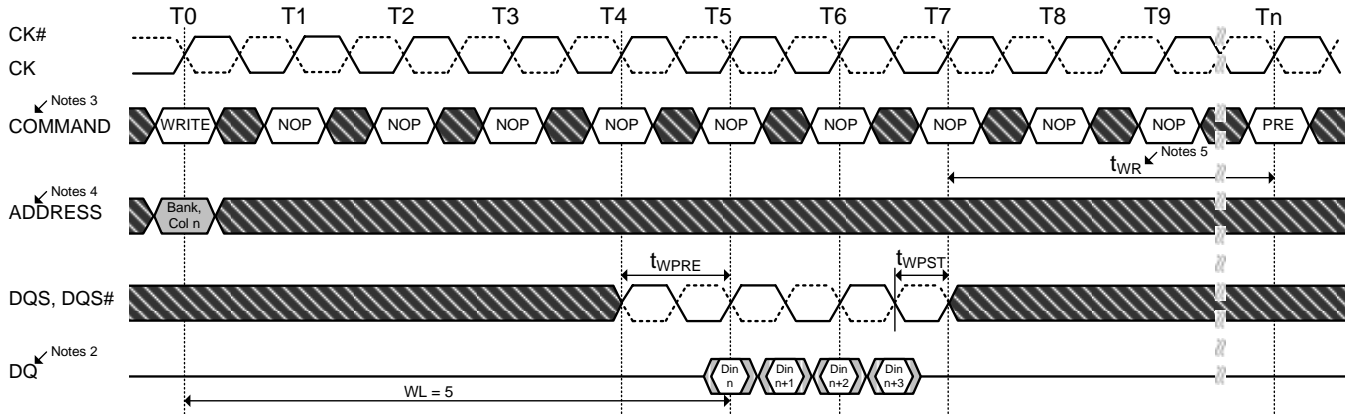 T0 T1 T2 T3 T4 T5 T6 T7 T8 T9 Tn
CK#
CK
Notes 3
COMMAND
WRITE NOP NOP NOP NOP NOP NOP NOP NOP NOP PRE
tWR Notes 5
Notes 4
ADDRESS
Bank,
Col n
tWPRE tWPST
DQS, DQS#
Notes 2
DQ
Din Din Din Din
n n+1 n+2 n+3
WL = 5